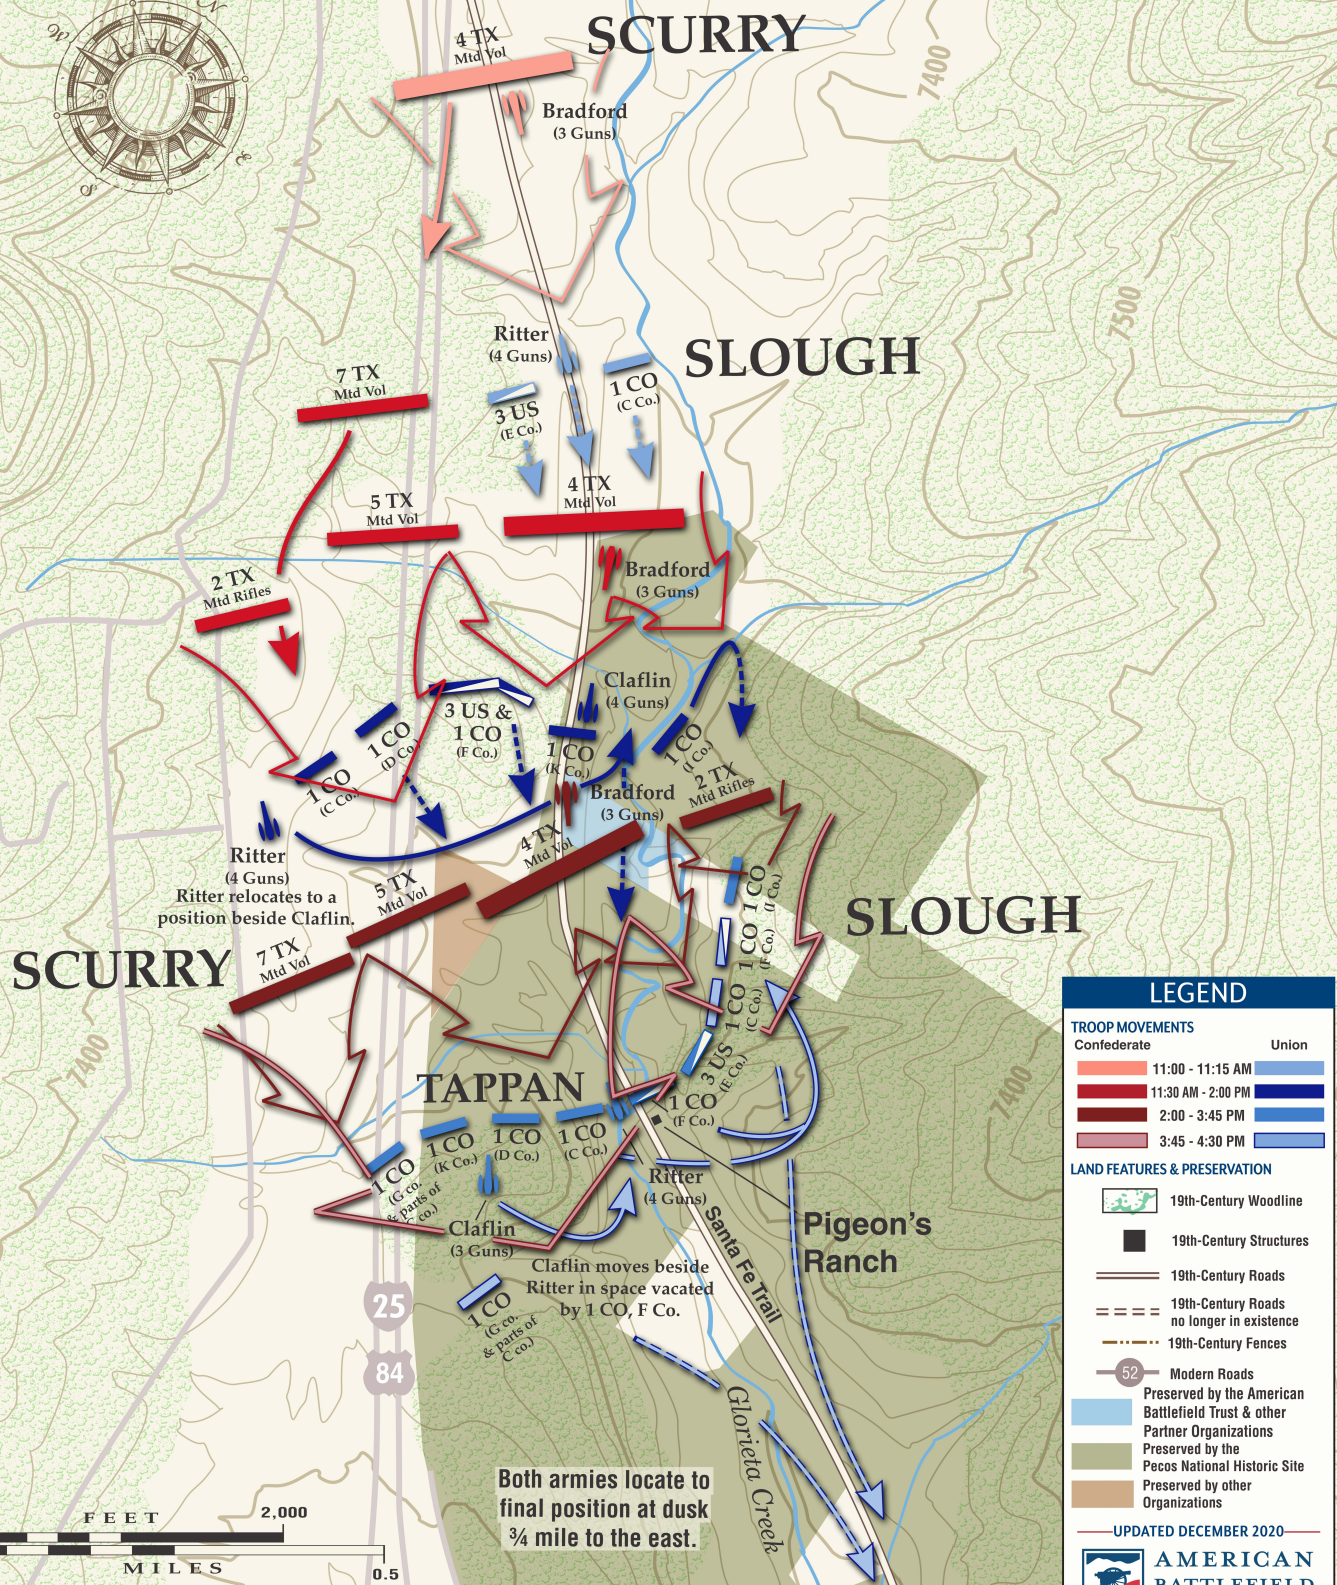 N
W
E
S
SCURRY
4 TX
Mtd Vol
Bradford
(3 Guns)
7400
7500
Ritter
(4 Guns)
SLOUGH
1 CO
(C Co.)
3 US
(E Co.)
7 TX
Mtd Vol
5 TX
Mtd Vol
4 TX
Mtd Vol
2 TX
Mtd Rifles
Bradford
(3 Guns)
Claflin
(4 Guns)
3 US &
1 CO
(F Co.)
1 CO
(D Co.)
1 CO
(C Co.)
1 CO
(K Co.)
1 CO
(I Co.)
2 TX
Mtd Rifles
Bradford
(3 Guns)
4 TX
Mtd Vol
Ritter
(4 Guns)
Ritter relocates to a
position beside Claflin.
5 TX
Mtd Vol
7 TX
Mtd Vol
SCURRY
SLOUGH
1 CO
(I Co.)
1 CO
(F Co.)
1 CO
(C Co.)
3 US
(E Co.)
1 CO
(F Co.)
7400
7400
TAPPAN
1 CO
(K Co.)
1 CO
(D Co.)
1 CO
(C Co.)
1 CO
(G co.
& parts of
C co.)
Ritter
(4 Guns)
Claflin
(3 Guns)
Claflin moves beside
Ritter in space vacated
by 1 CO, F Co.
1 CO
(G co.
& parts of
C co.)
Pigeon's
Ranch
Santa Fe Trail
Glorieta Creek
25
84
Both armies locate to
final position at dusk
¾ mile to the east.
FEET
2,000
MILES
0.5
LEGEND
TROOP MOVEMENTS
Confederate Union
11:00 - 11:15 AM
11:30 AM - 2:00 PM
2:00 - 3:45 PM
3:45 - 4:30 PM
LAND FEATURES & PRESERVATION
19th-Century Woodline
19th-Century Structures
19th-Century Roads
19th-Century Roads
no longer in existence
19th-Century Fences
52
Modern Roads
Preserved by the American
Battlefield Trust & other
Partner Organizations
Preserved by the
Pecos National Historic Site
Preserved by other
Organizations
UPDATED DECEMBER 2020
AMERICAN
BATTLEFIELD